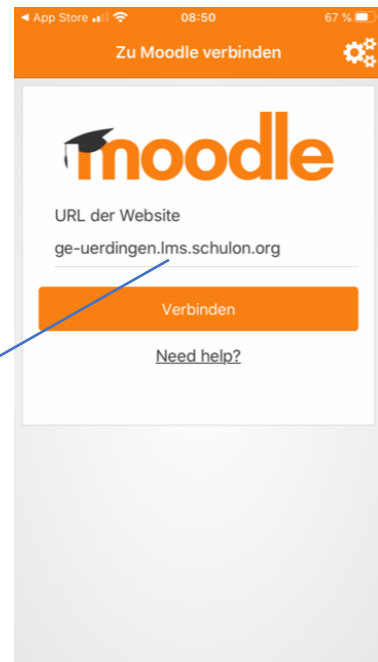 App Store 08:50 67 %
Zu Moodle verbinden
moodle
URL der Website
ge-uerdingen.lms.schulon.org
Verbinden
Need help?